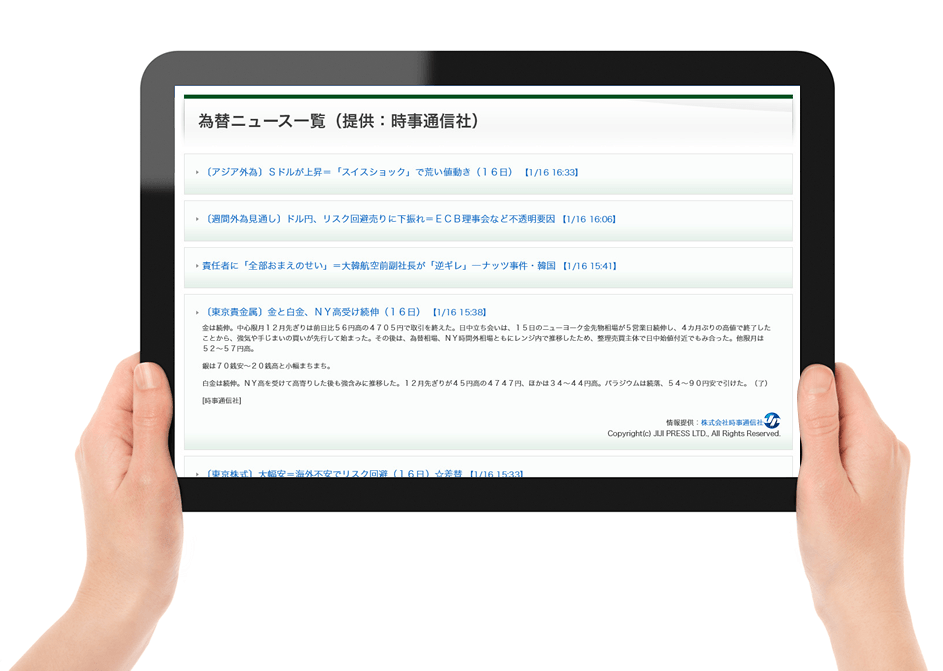 為替ニュース一覧（提供：時事通信社）
〔アジア外為〕Ｓドルが上昇＝「スイスショック」で荒い値動き（１６日） 【1/16 16:33】
〔週間外為見通し〕ドル円、リスク回避売りに下振れ＝ＥＣＢ理事会など不透明要因 【1/16 16:06】
責任者に「全部おまえのせい」＝大韓航空前副社長が「逆ギレ」―ナッツ事件・韓国 【1/16 15:41】
〔東京貴金属〕金と白金、ＮＹ高受け続伸（１６日） 【1/16 15:38】
金は続伸。中心限月１２月先ぎりは前日比５６円高の４７０５円で取引を終えた。日中立ち会いは、１５日のニューヨーク金先物相場が５営業日続伸し、４カ月ぶりの高値で終了した
ことから、強気や手じまいの買いが先行して始まった。その後は、為替相場、ＮＹ時間外相場ともにレンジ内で推移したため、整理売買主体で日中始値付近でもみ合った。他限月は
５２～５７円高。
銀は７０銭安～２０銭高と小幅まちまち。
白金は続伸。ＮＹ高を受けて高寄りした後も強含みに推移した。１２月先ぎりが４５円高の４７４７円、ほかは３４～４４円高。パラジウムは続落、５４～９０円安で引けた。（了）
[時事通信社]
情報提供：株式会社時事通信社
Copyright(c) JIJI PRESS LTD., All Rights Reserved.
〔東京株式〕大幅安＝海外不安でリスク回避（１６日）☆差替 【1/16 15:33】